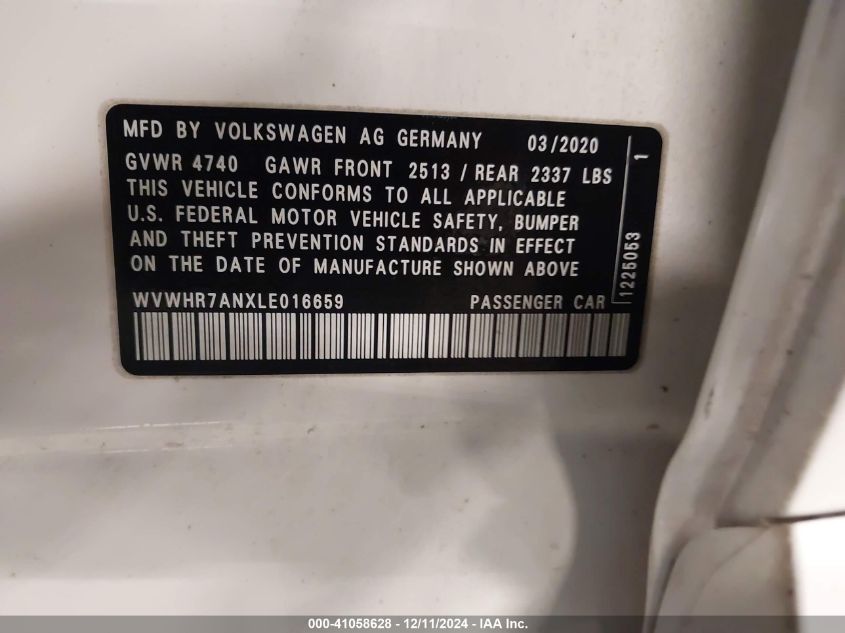 MFD BY VOLKSWAGEN AG GERMANY 03/2020
GVWR 4740 GAWR FRONT 2513 / REAR 2337 LBS
THIS VEHICLE CONFORMS TO ALL APPLICABLE
U.S. FEDERAL MOTOR VEHICLE SAFETY, BUMPER
AND THEFT PREVENTION STANDARDS IN EFFECT
ON THE DATE OF MANUFACTURE SHOWN ABOVE
WVWHR7ANXLE016659 PASSENGER CAR
1225053 1
000-41058628 - 12/11/2024 - IAA Inc.